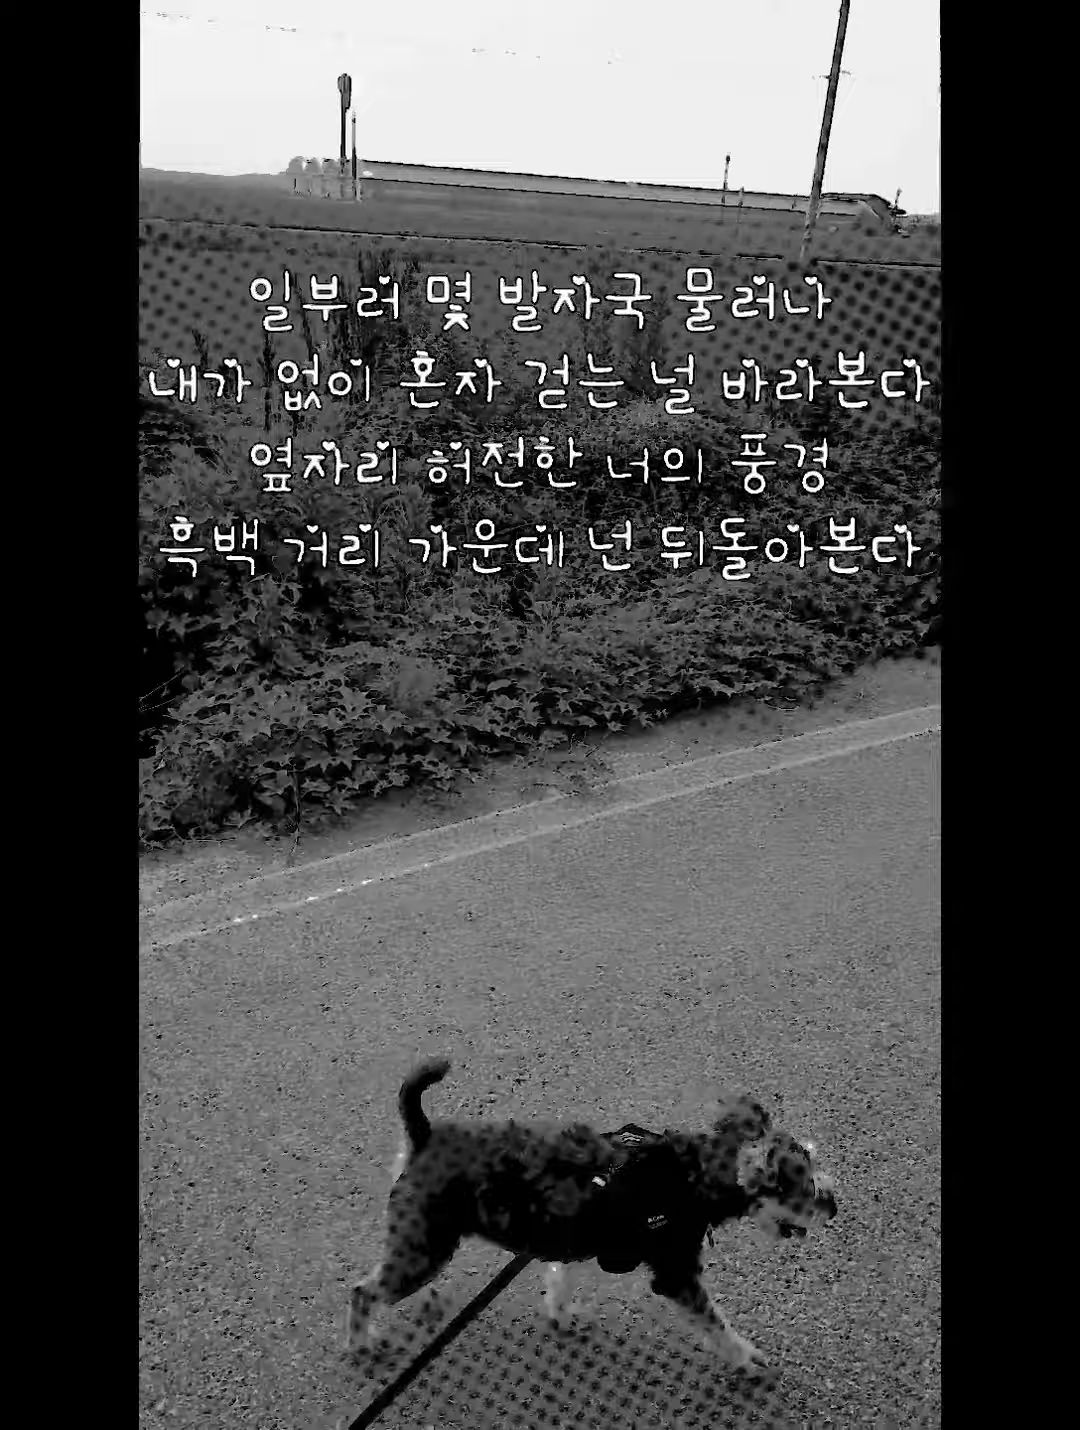 일부러 몇 발자국 물러나
내가 없이 혼자 걷는 널 바라본다
옆자리 허전한 너의 풍경
흑백 거리 가운데 넌 뒤돌아본다